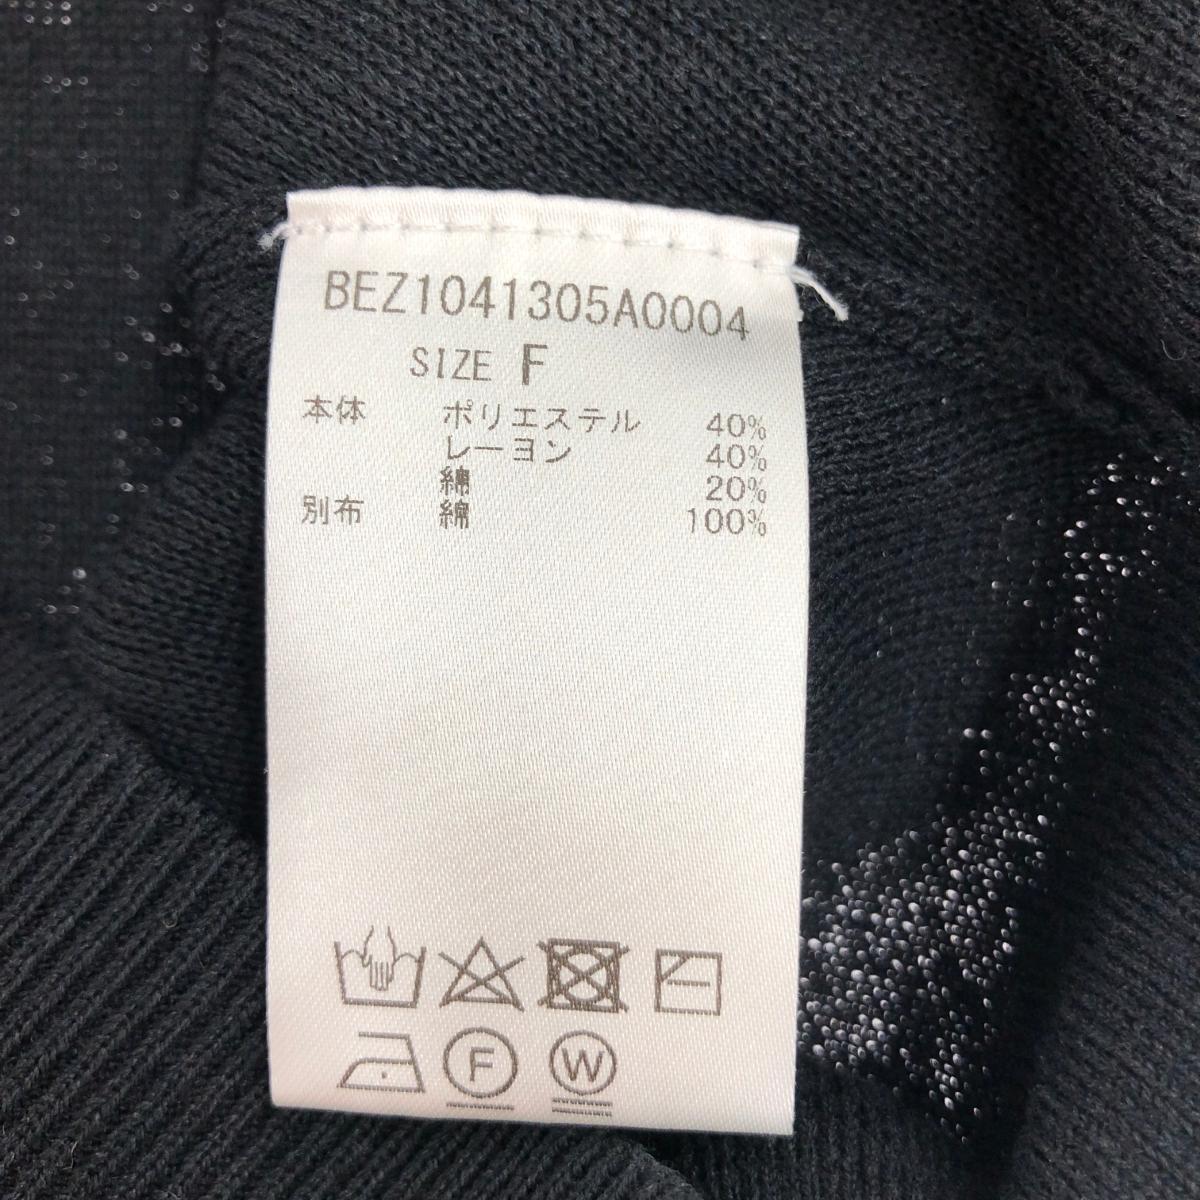 BEZ1041305A0004
SIZE F
本体 ポリエステル 40%
レーヨン 40%
綿 20%
別布 綿 100%
F W